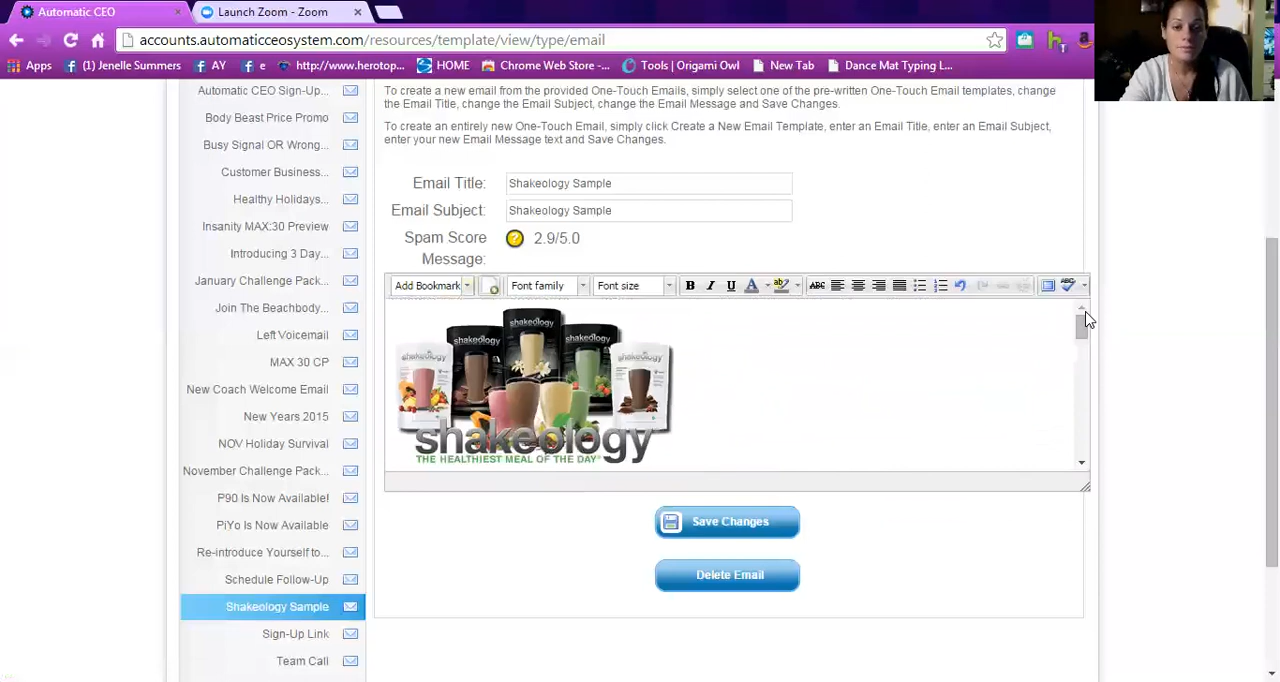 Automatic CEO
Launch Zoom - Zoom
accounts.automaticceosystem.com/resources/template/view/type/email
Apps (1) Jenelle Summers AY e http://www.herotop... HOME Chrome Web Store -... Tools | Origami Owl New Tab Dance Mat Typing L...
Automatic CEO Sign-Up...
Body Beast Price Promo
Busy Signal OR Wrong...
Customer Business...
Healthy Holidays...
Insanity MAX:30 Preview
Introducing 3 Day...
January Challenge Pack...
Join The Beachbody...
Left Voicemail
MAX 30 CP
New Coach Welcome Email
New Years 2015
NOV Holiday Survival
November Challenge Pack...
P90 Is Now Available!
PiYo Is Now Available
Re-introduce Yourself to...
Schedule Follow-Up
Shakeology Sample
Sign-Up Link
Team Call
To create a new email from the provided One-Touch Emails, simply select one of the pre-written One-Touch Email templates, change
the Email Title, change the Email Subject, change the Email Message and Save Changes.
To create an entirely new One-Touch Email, simply click Create a New Email Template, enter an Email Title, enter an Email Subject,
enter your new Email Message text and Save Changes.
Email Title: Shakeology Sample
Email Subject: Shakeology Sample
Spam Score ? 2.9/5.0
Message:
Add Bookmark Font family Font size B I U A ab ABC ABC
shakeology shakeology shakeology shakeology shakeology
shakeology
THE HEALTHIEST MEAL OF THE DAY®
Save Changes
Delete Email